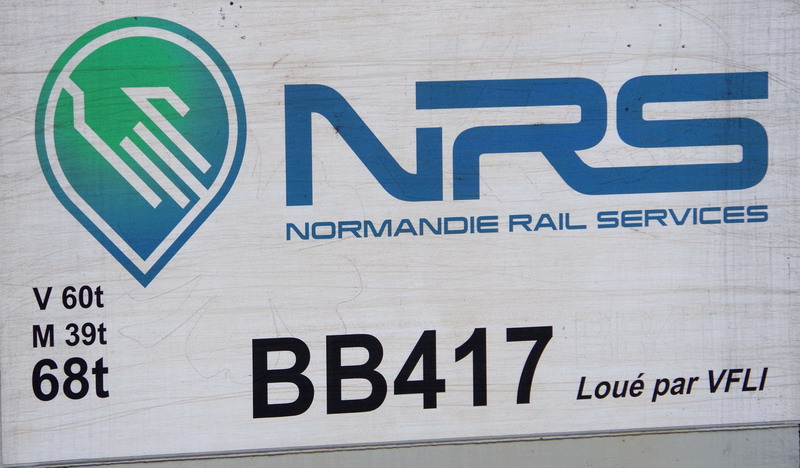 NRS
NORMANDIE RAIL SERVICES
V 60t
M 39t
68t
BB417
Loué par VFLI